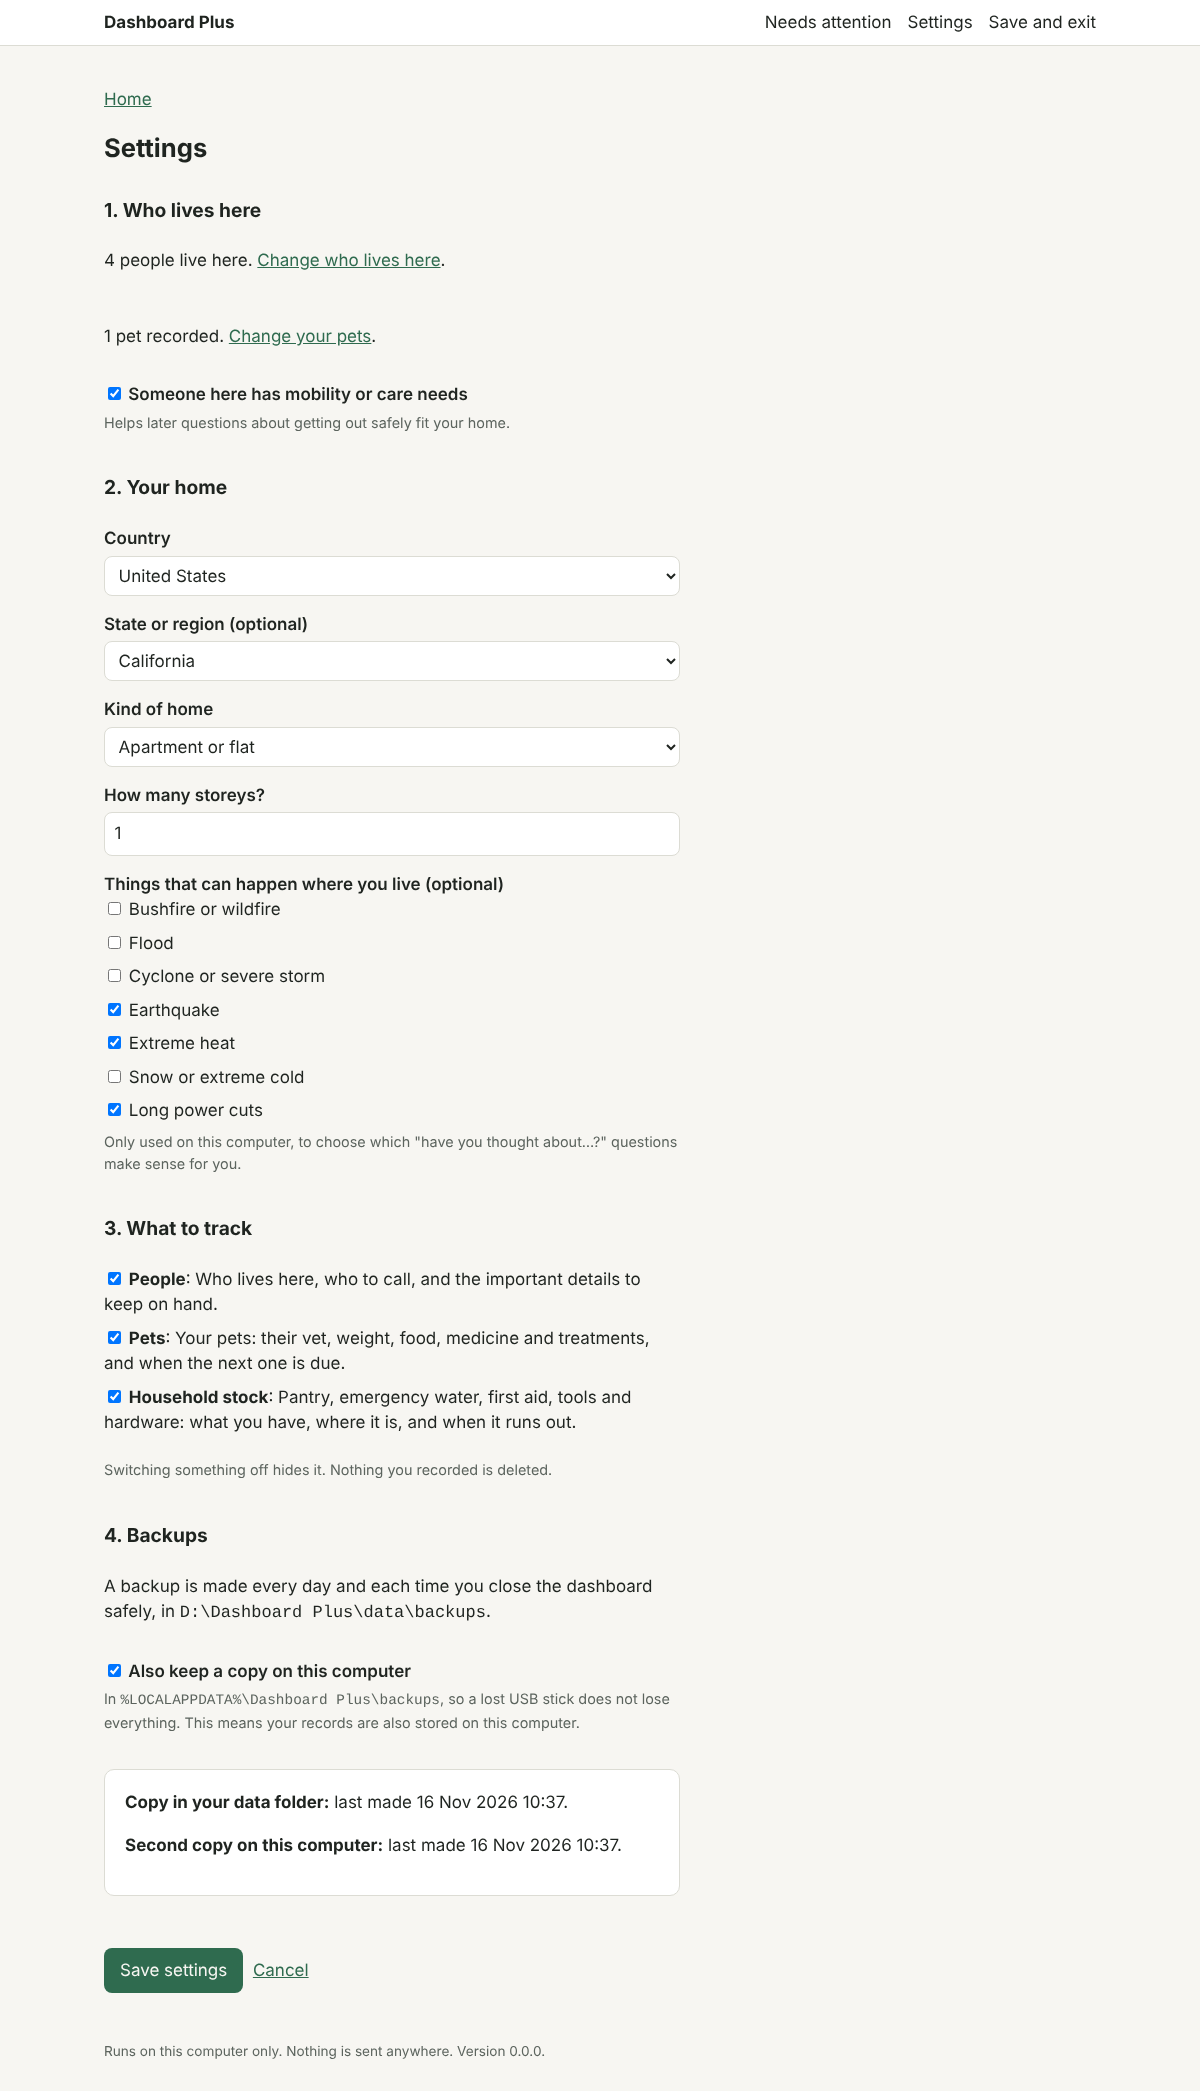 Dashboard Plus
Needs attention Settings Save and exit
Home
Settings
1. Who lives here
4 people live here. Change who lives here.
1 pet recorded. Change your pets.
Someone here has mobility or care needs
Helps later questions about getting out safely fit your home.
2. Your home
Country
United States
State or region (optional)
California
Kind of home
Apartment or flat
How many storeys?
1
Things that can happen where you live (optional)
Bushfire or wildfire
Flood
Cyclone or severe storm
Earthquake
Extreme heat
Snow or extreme cold
Long power cuts
Only used on this computer, to choose which "have you thought about...?" questions
make sense for you.
3. What to track
People: Who lives here, who to call, and the important details to
keep on hand.
Pets: Your pets: their vet, weight, food, medicine and treatments,
and when the next one is due.
Household stock: Pantry, emergency water, first aid, tools and
hardware: what you have, where it is, and when it runs out.
Switching something off hides it. Nothing you recorded is deleted.
4. Backups
A backup is made every day and each time you close the dashboard
safely, in D:\Dashboard Plus\data\backups.
Also keep a copy on this computer
In %LOCALAPPDATA%\Dashboard Plus\backups, so a lost USB stick does not lose
everything. This means your records are also stored on this computer.
Copy in your data folder: last made 16 Nov 2026 10:37.
Second copy on this computer: last made 16 Nov 2026 10:37.
Save settings Cancel
Runs on this computer only. Nothing is sent anywhere. Version 0.0.0.